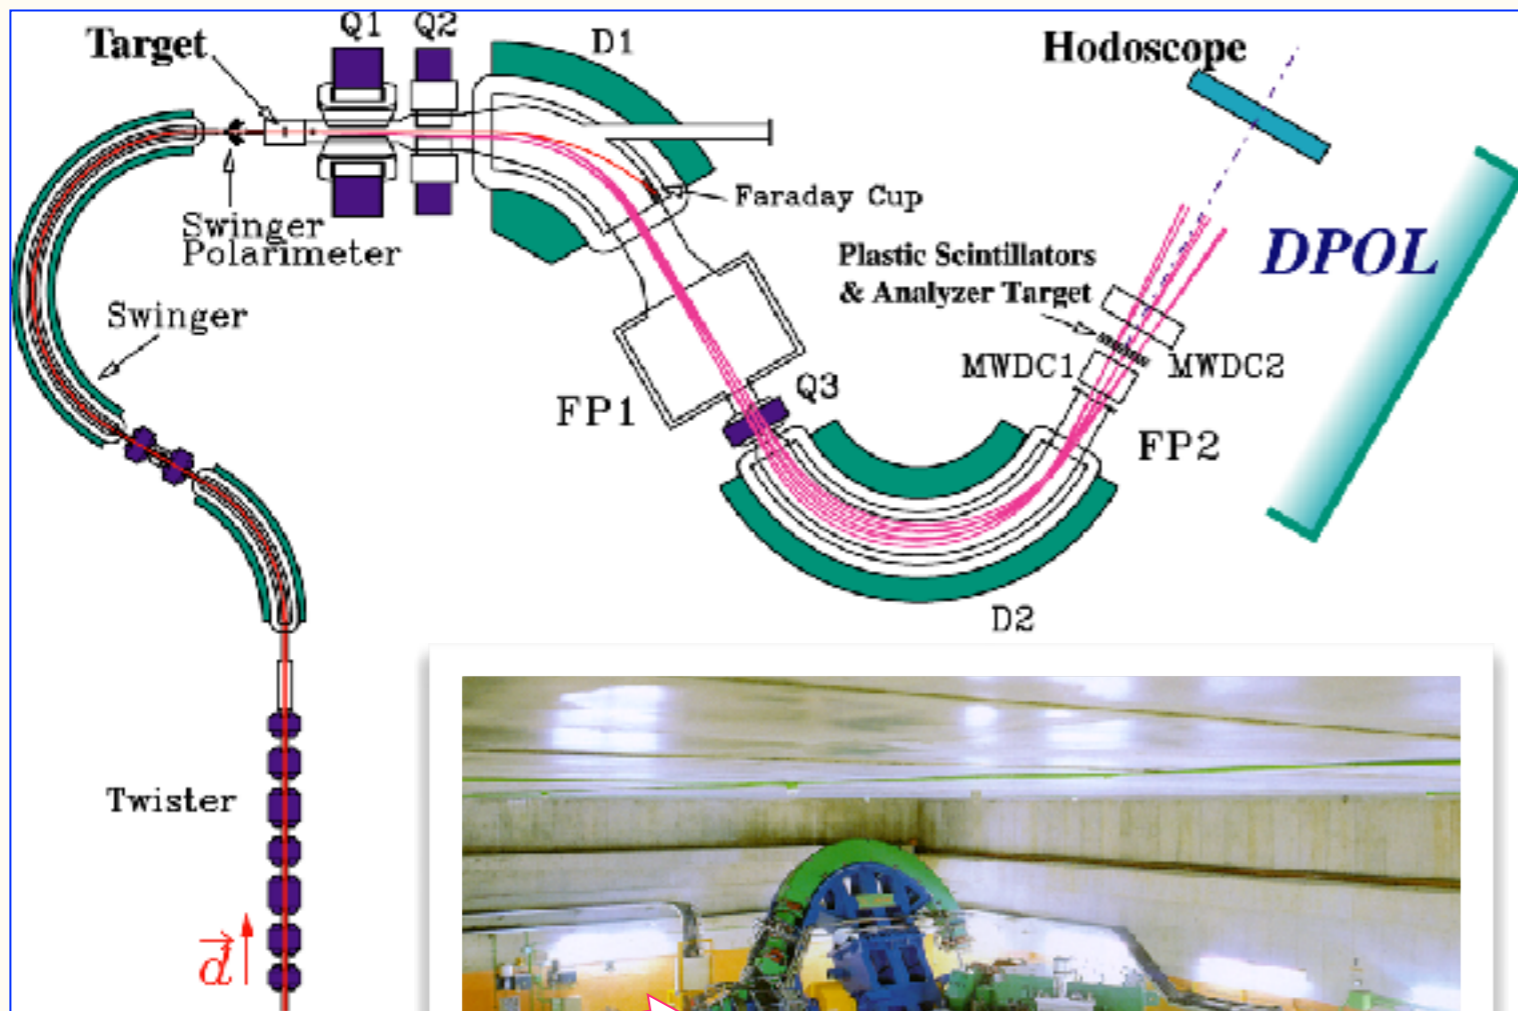 Q1
Q2
D1
Target
Hodoscope
Faraday Cup
Swinger
Polarimeter
DPOL
Plastic Scintillators
& Analyzer Target
Swinger
MWDC1
MWDC2
Q3
FP1
FP2
D2
Twister
d